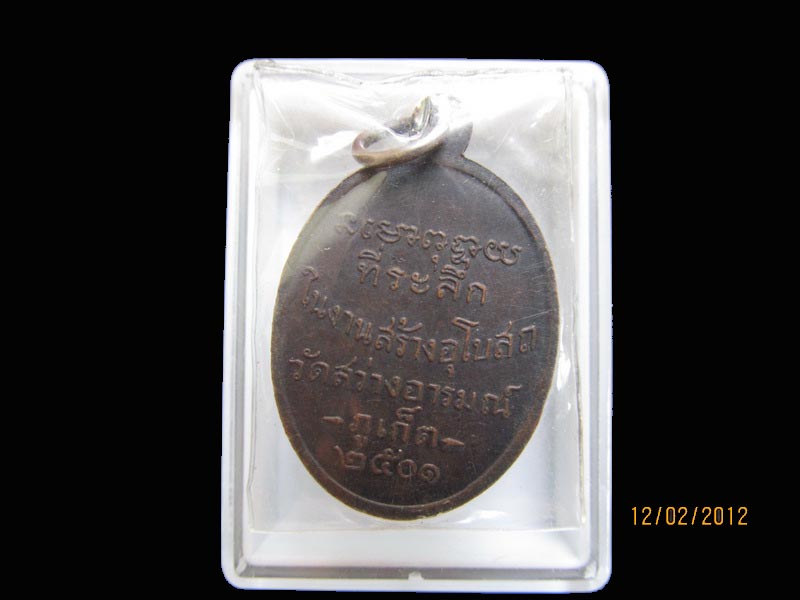 ที่ระลึก
ในงานสร้างอุโบสถ
วัดสว่างอารมณ์
-ภูเก็ต-
๒๕๐๑
12/02/2012